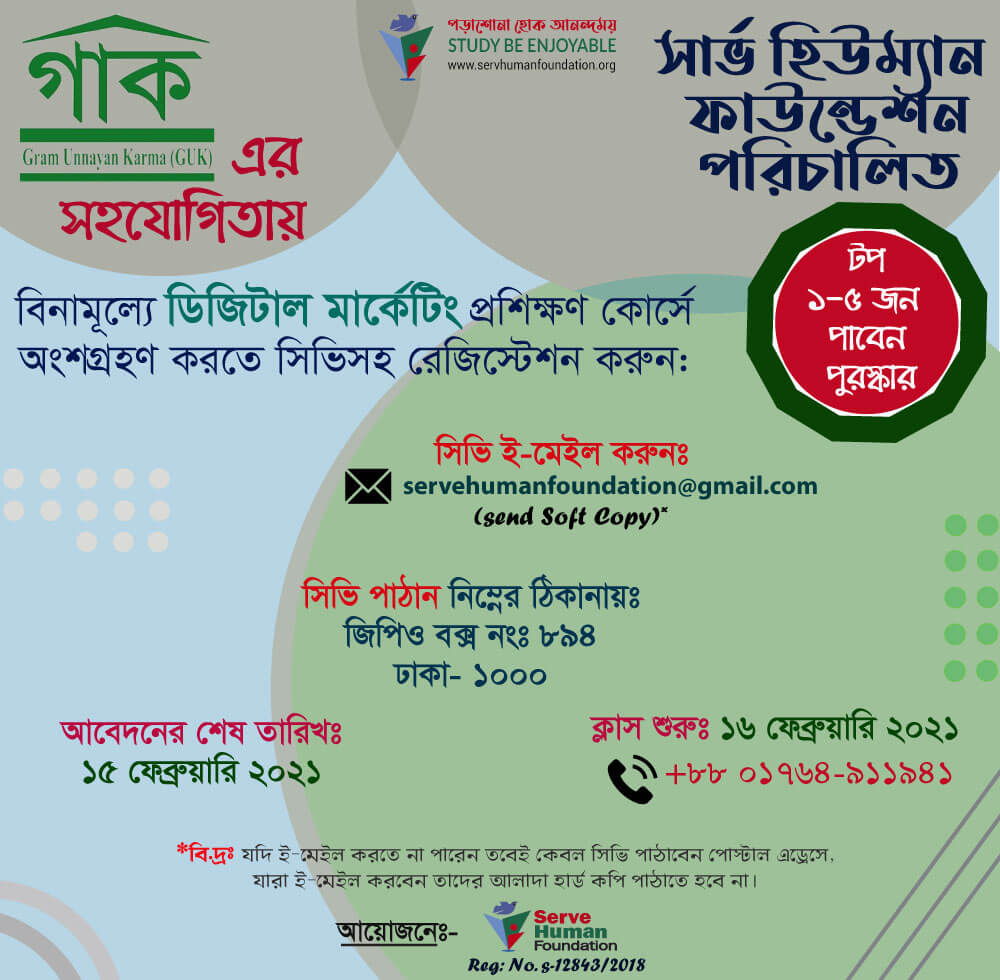 গাক
Gram Unnayan Karma (GUK)
এর
সহযোগিতায়
পড়াশোনা হোক আনন্দময়
STUDY BE ENJOYABLE
www.servhumanfoundation.org
সার্ভ হিউম্যান
ফাউন্ডেশন
পরিচালিত
টপ
১-৫ জন
পাবেন
পুরস্কার
বিনামূল্যে ডিজিটাল মার্কেটিং প্রশিক্ষণ কোর্সে
অংশগ্রহণ করতে সিভিসহ রেজিস্টেশন করুন:
সিভি ই-মেইল করুনঃ
servehumanfoundation@gmail.com
(send Soft Copy)*
সিভি পাঠান নিম্নের ঠিকানায়ঃ
জিপিও বক্স নংঃ ৮৯৪
ঢাকা- ১০০০
আবেদনের শেষ তারিখঃ
১৫ ফেব্রুয়ারি ২০২১
ক্লাস শুরুঃ ১৬ ফেব্রুয়ারি ২০২১
+৮৮ ০১৭৬৪-৯১১৯৪১
*বি.দ্রঃ যদি ই-মেইল করতে না পারেন তবেই কেবল সিভি পাঠাবেন পোস্টাল এড্রেসে,
যারা ই-মেইল করবেন তাদের আলাদা হার্ড কপি পাঠাতে হবে না।
আয়োজনেঃ-
Serve
Human
Foundation
Reg: No. s-12843/2018